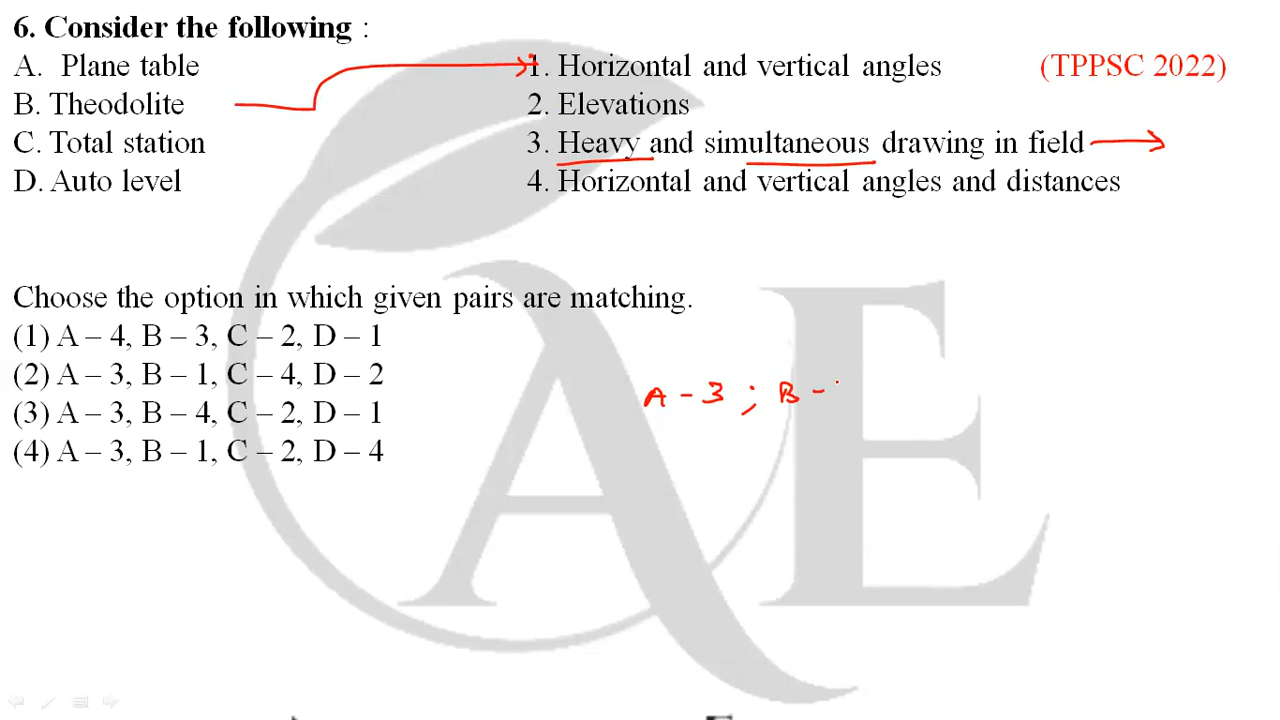 6. Consider the following :
A. Plane table 1. Horizontal and vertical angles (TPPSC 2022)
B. Theodolite 2. Elevations
C. Total station 3. Heavy and simultaneous drawing in field
D. Auto level 4. Horizontal and vertical angles and distances
Choose the option in which given pairs are matching.
(1) A – 4, B – 3, C – 2, D – 1
(2) A – 3, B – 1, C – 4, D – 2
(3) A – 3, B – 4, C – 2, D – 1
(4) A – 3, B – 1, C – 2, D – 4
A – 3 ; B –
AE